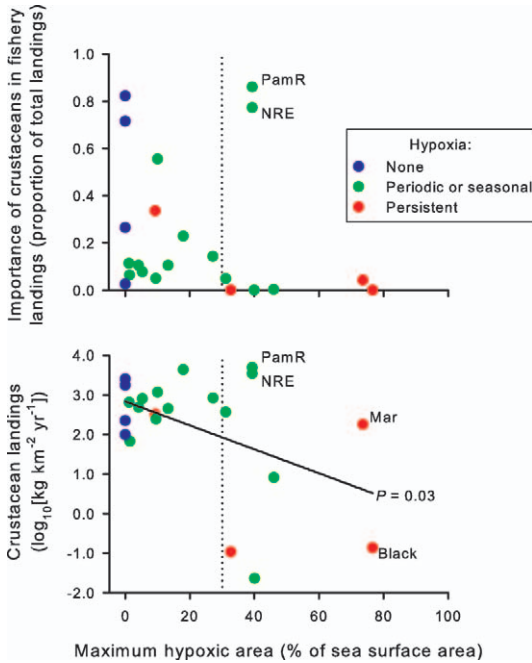 Importance of crustaceans in fishery
landings (proportion of total landings)
1.0
0.8
0.6
0.4
0.2
0.0
PamR
NRE
Hypoxia:
None
Periodic or seasonal
Persistent
Crustacean landings
(log₁₀[kg km⁻² yr⁻¹)
4.0
3.0
2.0
1.0
0.0
-1.0
-2.0
PamR
NRE
Mar
P = 0.03
Black
0 20 40 60 80 100
Maximum hypoxic area (% of sea surface area)